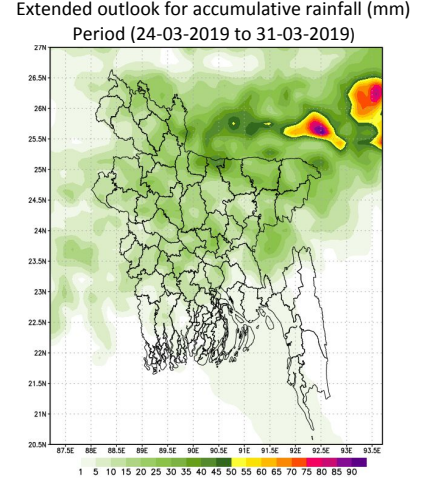 Extended outlook for accumulative rainfall (mm)
Period (24-03-2019 to 31-03-2019)
27N
26.5N
26N
25.5N
25N
24.5N
24N
23.5N
23N
22.5N
22N
21.5N
21N
20.5N
87.5E 88E 88.5E 89E 89.5E 90E 90.5E 91E 91.5E 92E 92.5E 93E 93.5E
1 5 10 15 20 25 30 35 40 45 50 55 60 65 70 75 80 85 90